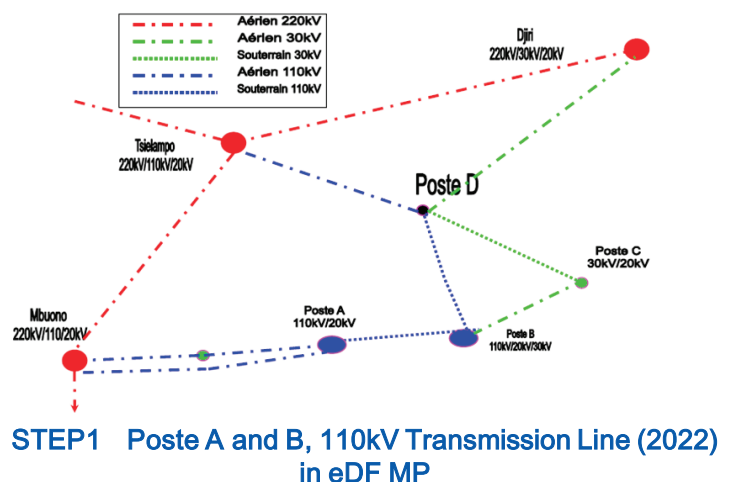 Aérien 220kV
Aérien 30kV
Souterrain 30kV
Aérien 110kV
Souterrain 110kV
Djiri
220kV/30kV/20kV
Tsielampo
220kV/110kV/20kV
Poste D
Poste C
30kV/20kV
Mbuono
220kV/110/20kV
Poste A
110kV/20kV
Poste B
110kV/20kV/30kV
STEP1 Poste A and B, 110kV Transmission Line (2022)
in eDF MP